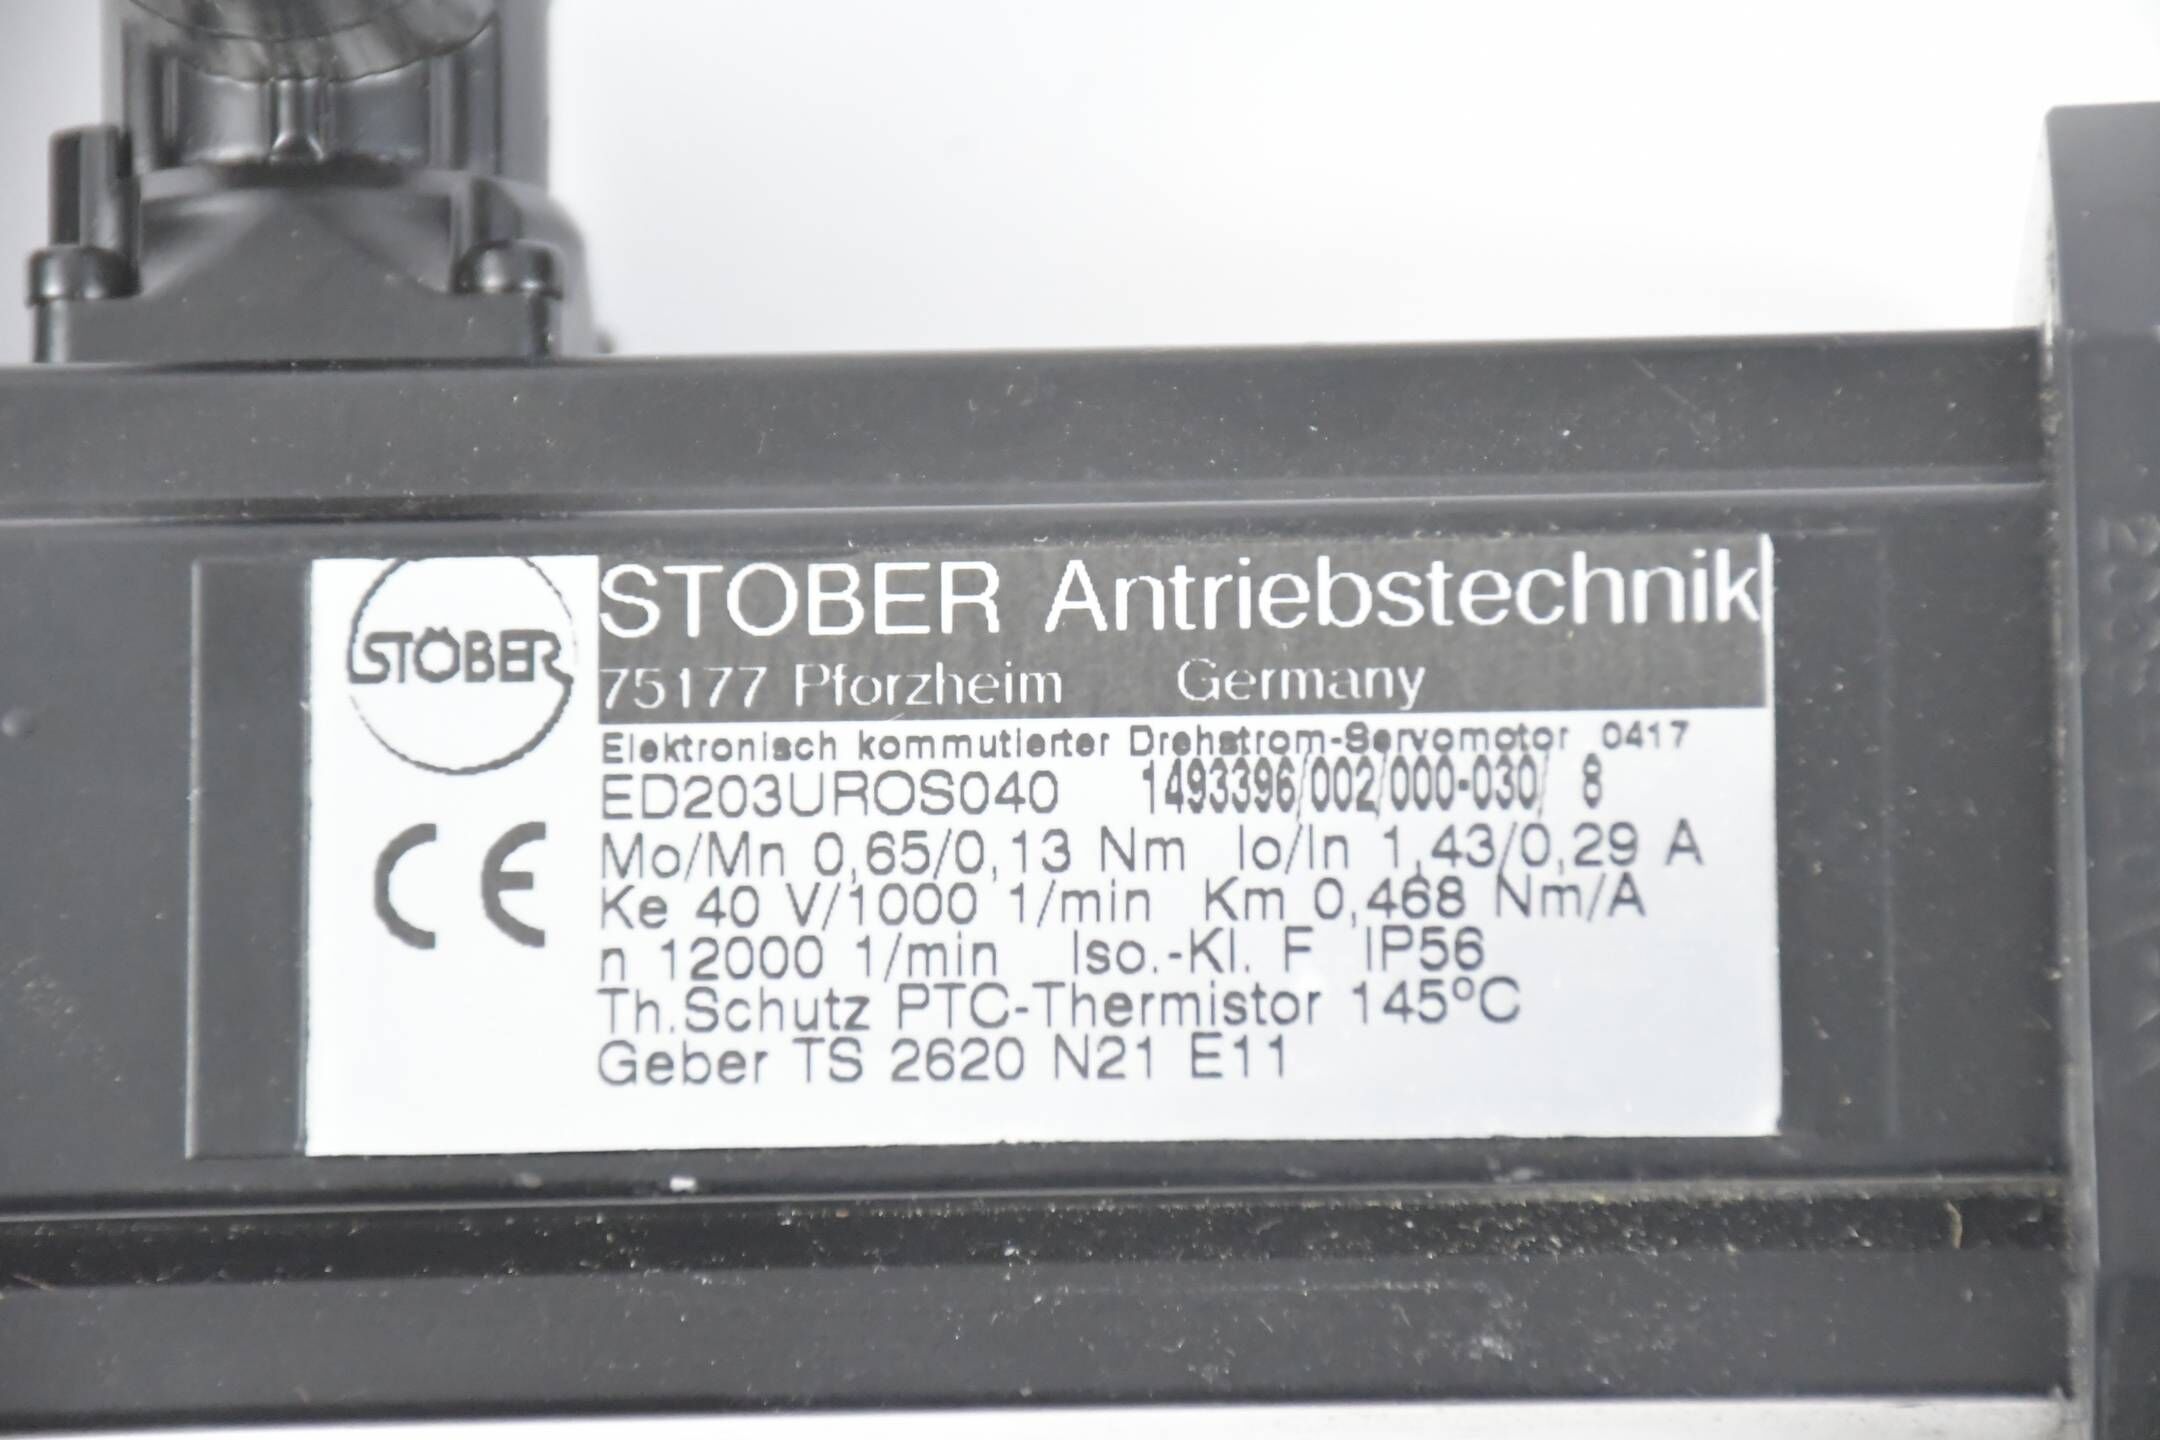 STÖBER
STOBER Antriebstechnik
75177 Pforzheim Germany
Elektronisch kommutierter Drehstrom-Servomotor 0417
ED203UROS040 1493396/002/000-030/ 8
Mo/Mn 0,65/0,13 Nm Io/In 1,43/0,29 A
Ke 40 V/1000 1/min Km 0,468 Nm/A
n 12000 1/min Iso.-Kl. F IP56
Th.Schutz PTC-Thermistor 145ºC
Geber TS 2620 N21 E11
CE